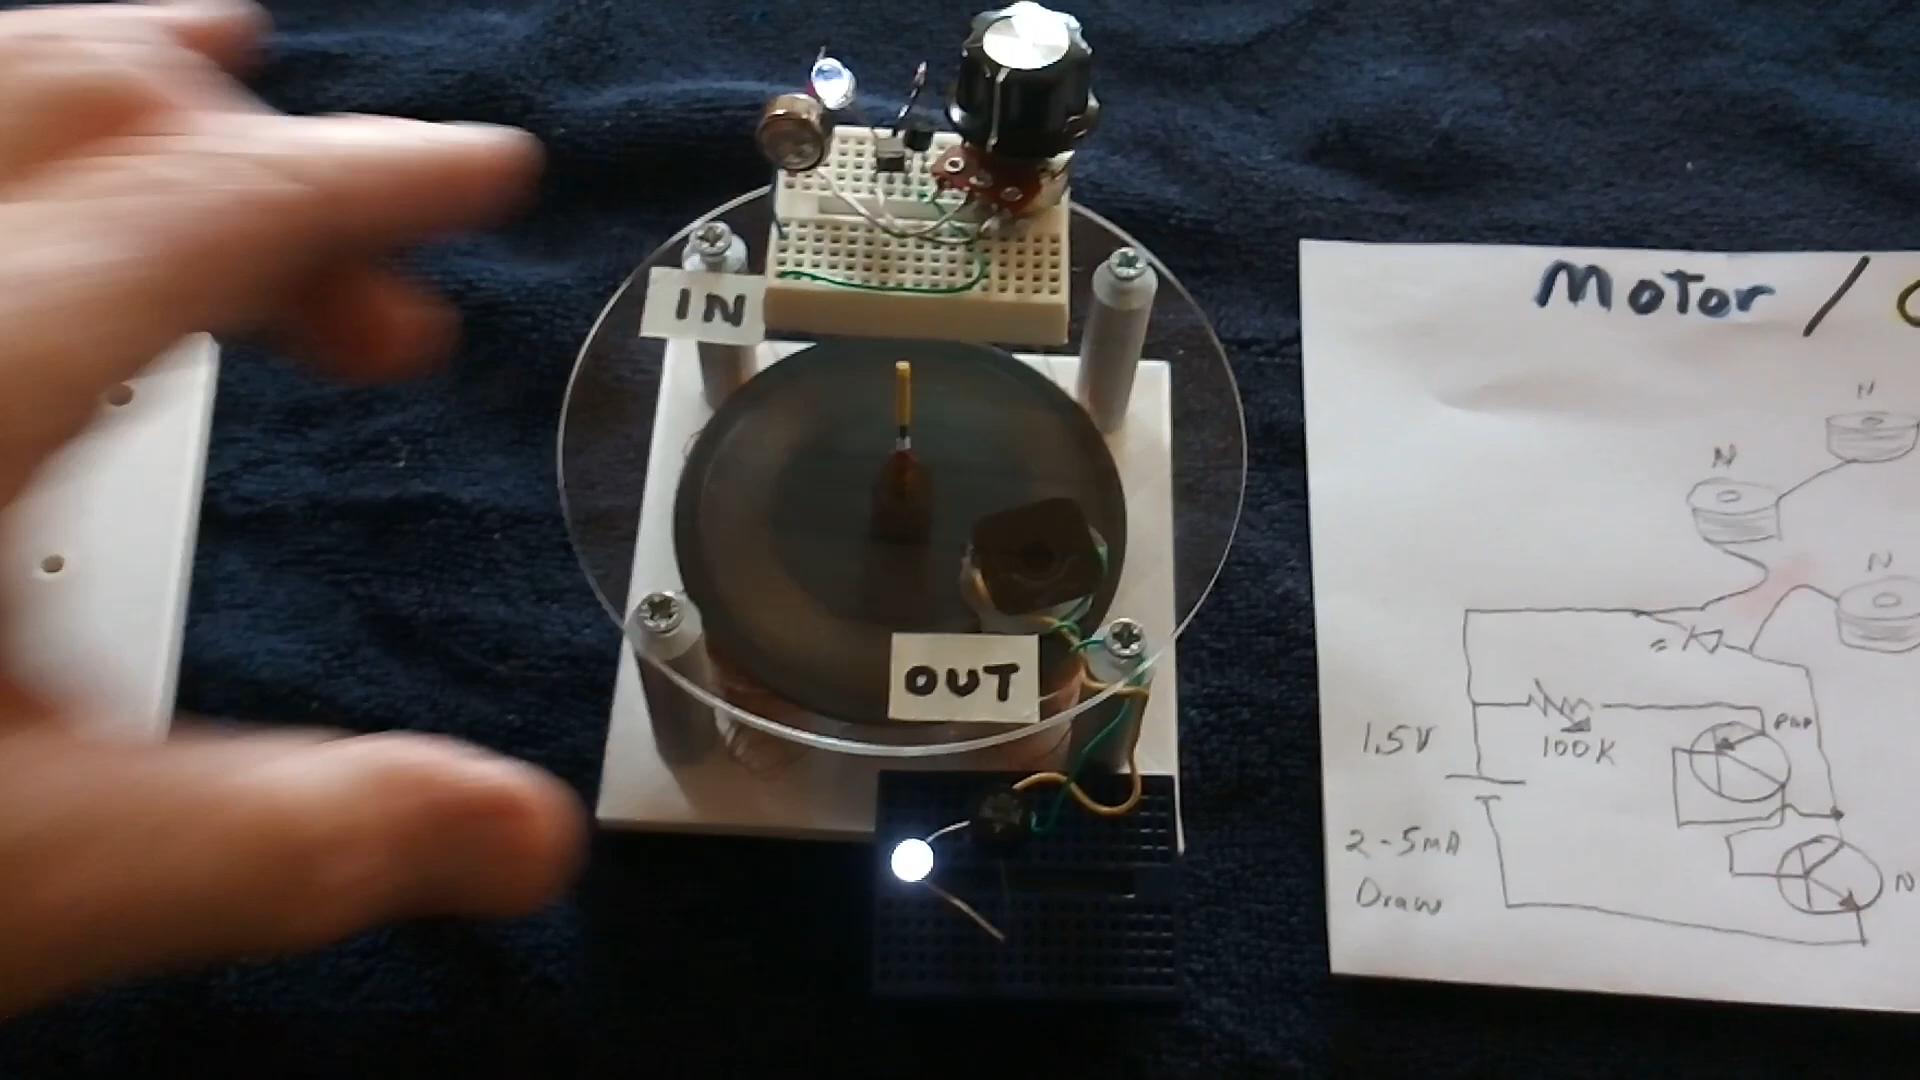 IN
OUT
Motor /
N
N
N
1.5V
100K
PNP
2-5mA
Draw
N